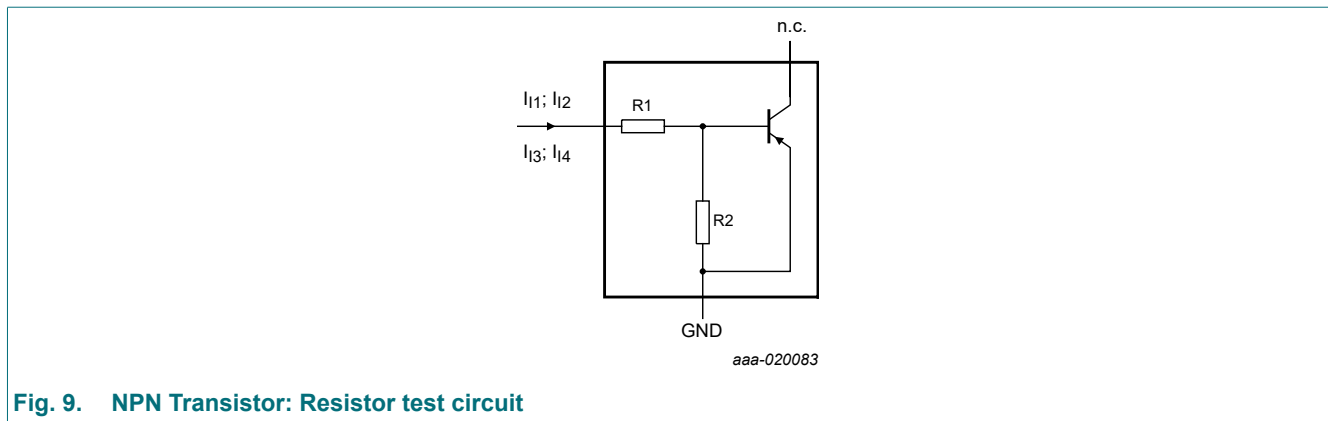 n.c.
I_I1; I_I2
R1
I_I3; I_I4
R2
GND
aaa-020083
Fig. 9. NPN Transistor: Resistor test circuit